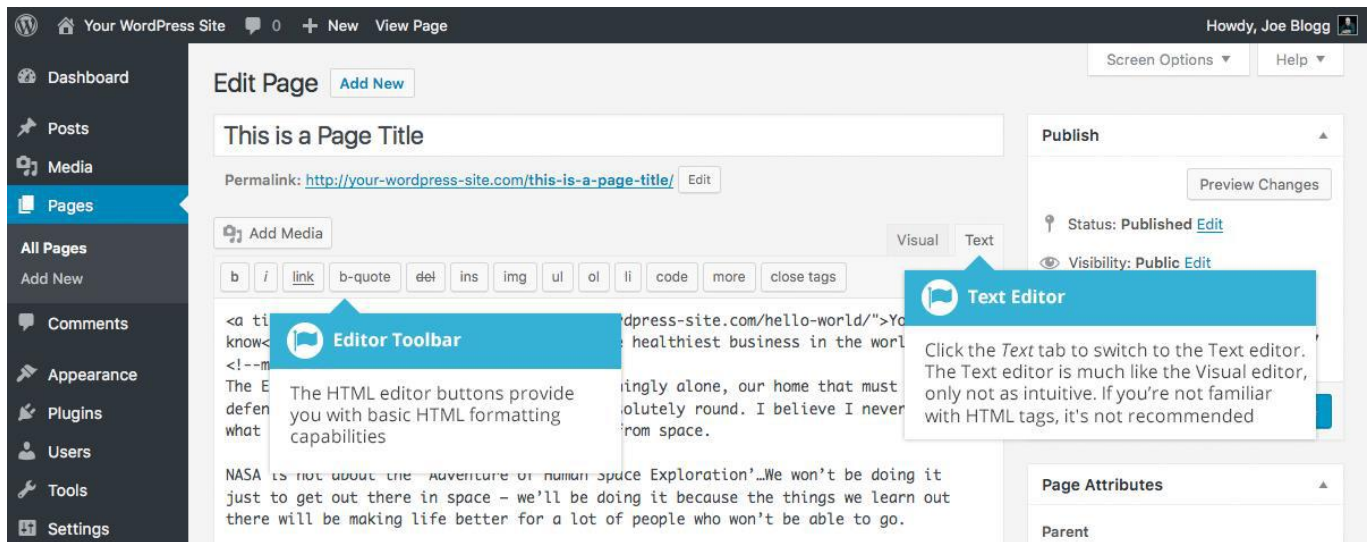 Your WordPress Site 0 + New View Page Howdy, Joe Blogg
Screen Options ▼ Help ▼
Dashboard
Posts
Media
Pages
All Pages
Add New
Comments
Appearance
Plugins
Users
Tools
Settings
Edit Page Add New
This is a Page Title
Permalink: http://your-wordpress-site.com/this-is-a-page-title/ Edit
Add Media
Visual Text
b i link b-quote del ins img ul ol li code more close tags
<a ti dpress-site.com/hello-world/">Yo
know< healthiest business in the worl
<!--m
The E ingly alone, our home that must
defen solutely round. I believe I never
what from space.
NASA is not about the 'Adventure of Human Space Exploration'…We won't be doing it
just to get out there in space – we'll be doing it because the things we learn out
there will be making life better for a lot of people who won't be able to go.
Editor Toolbar
The HTML editor buttons provide
you with basic HTML formatting
capabilities
Publish
Preview Changes
Status: Published Edit
Visibility: Public Edit
Text Editor
Click the Text tab to switch to the Text editor.
The Text editor is much like the Visual editor,
only not as intuitive. If you're not familiar
with HTML tags, it's not recommended
Page Attributes
Parent